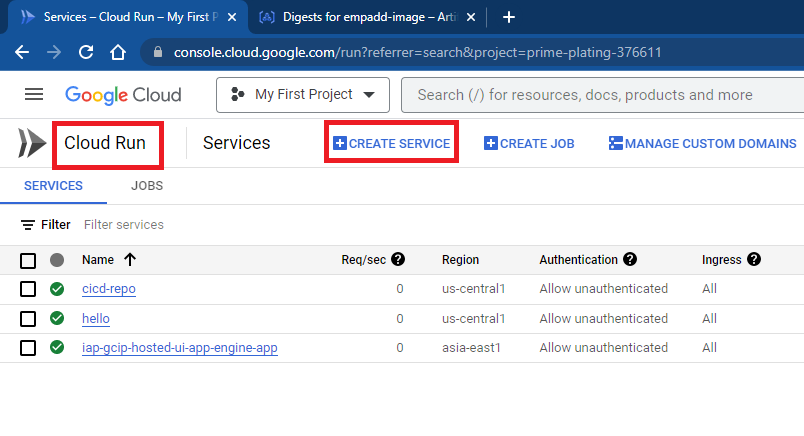 Services – Cloud Run – My First P
Digests for empadd-image – Arti
console.cloud.google.com/run?referrer=search&project=prime-plating-376611
Google Cloud My First Project Search (/) for resources, docs, products and more
Cloud Run Services CREATE SERVICE CREATE JOB MANAGE CUSTOM DOMAINS
SERVICES JOBS
Filter Filter services
Name Req/sec Region Authentication Ingress
cicd-repo 0 us-central1 Allow unauthenticated All
hello 0 us-central1 Allow unauthenticated All
iap-gcip-hosted-ui-app-engine-app 0 asia-east1 Allow unauthenticated All